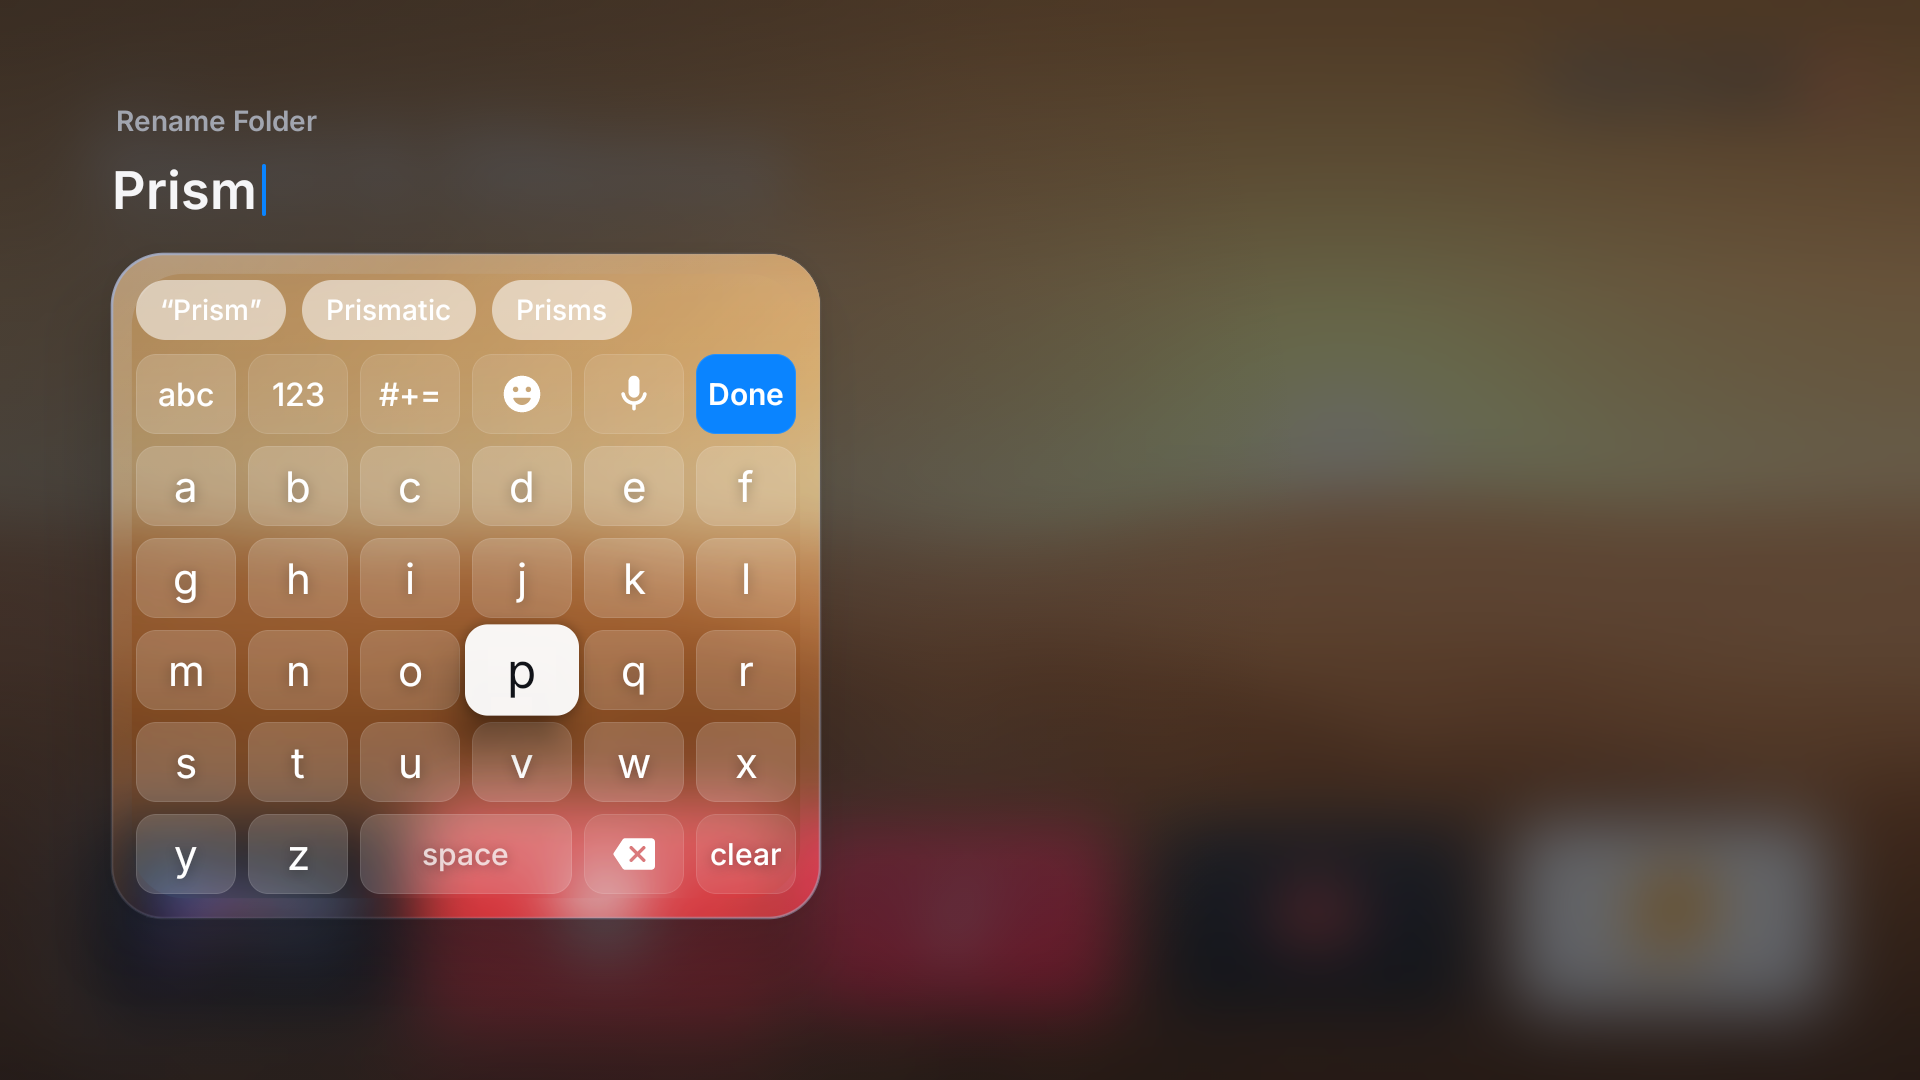 Rename Folder
Prism
“Prism” Prismatic Prisms
abc 123 #+= Done
a b c d e f
g h i j k l
m n o p q r
s t u v w x
y z space clear